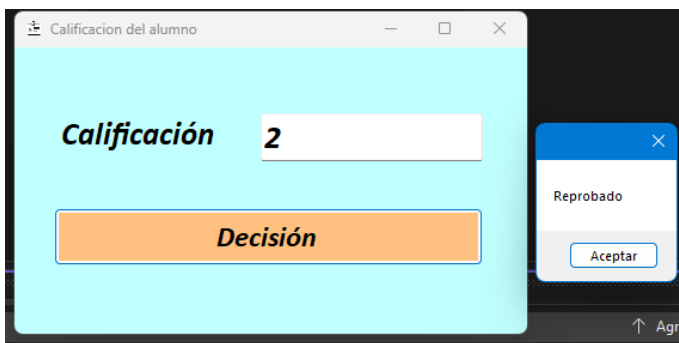 Calificacion del alumno
Calificación
2
Decisión
Reprobado
Aceptar
↑ Agr